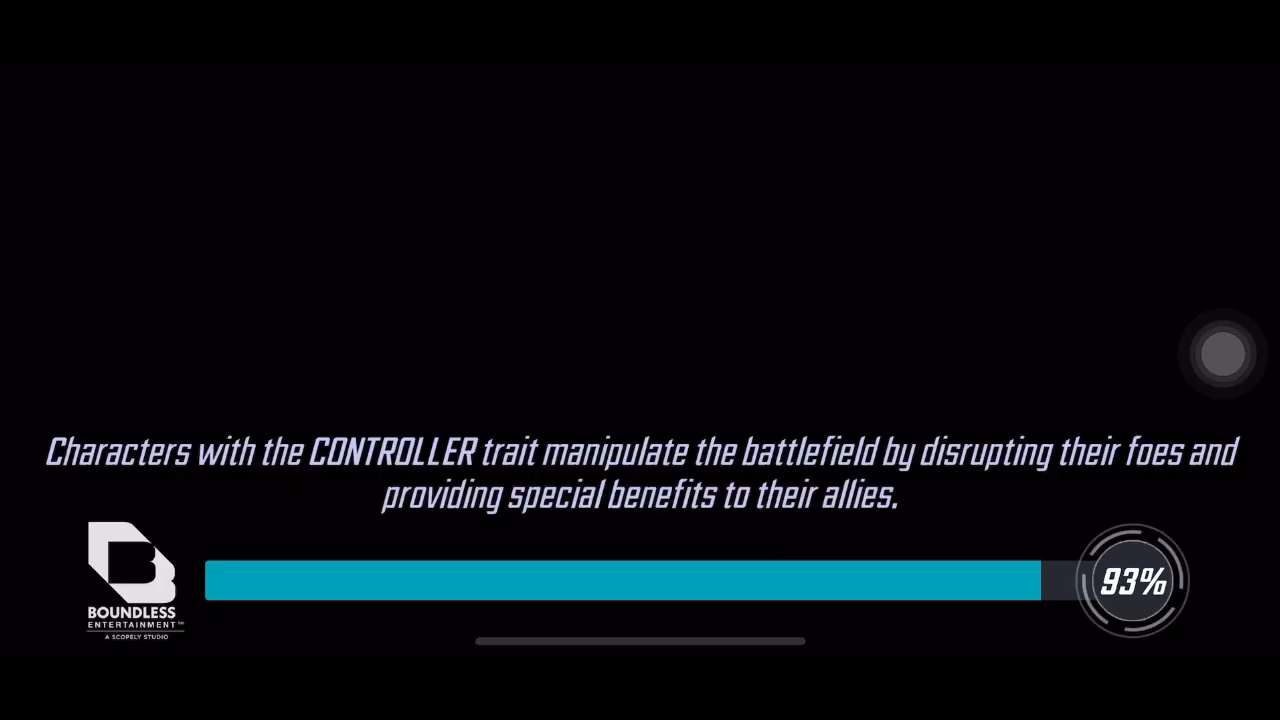 Characters with the CONTROLLER trait manipulate the battlefield by disrupting their foes and
providing special benefits to their allies.
BOUNDLESS
ENTERTAINMENT™
A SCOPELY STUDIO
93%